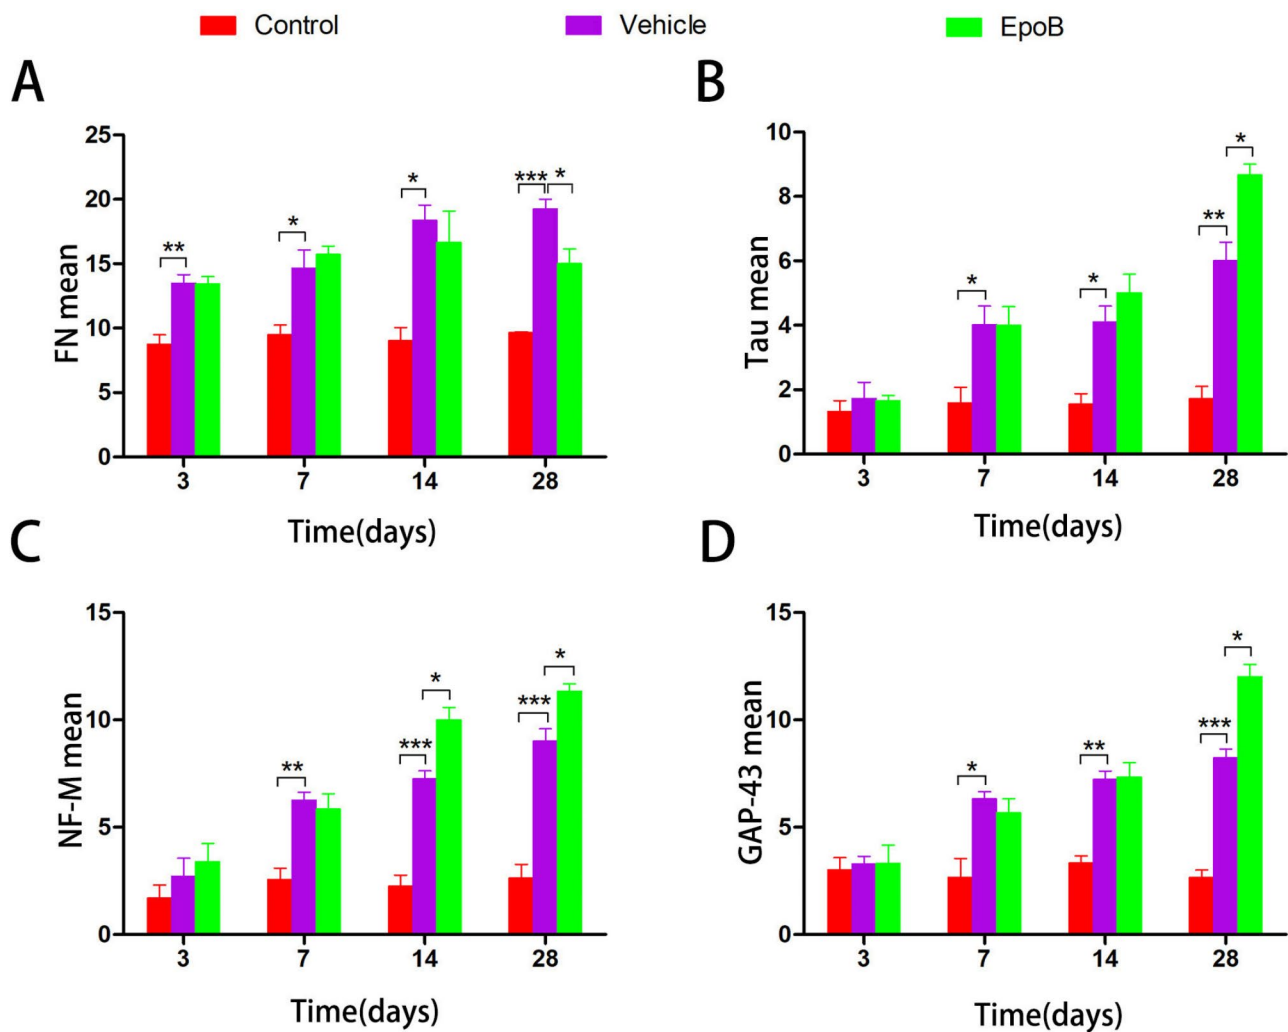 Control Vehicle EpoB
A
25
20
15
10
5
0
FN mean
** * * *** *
3 7 14 28
Time(days)
B
10
8
6
4
2
0
Tau mean
* * ** *
3 7 14 28
Time(days)
C
15
10
5
0
NF-M mean
** *** * *** *
3 7 14 28
Time(days)
D
15
10
5
0
GAP-43 mean
* ** *** *
3 7 14 28
Time(days)